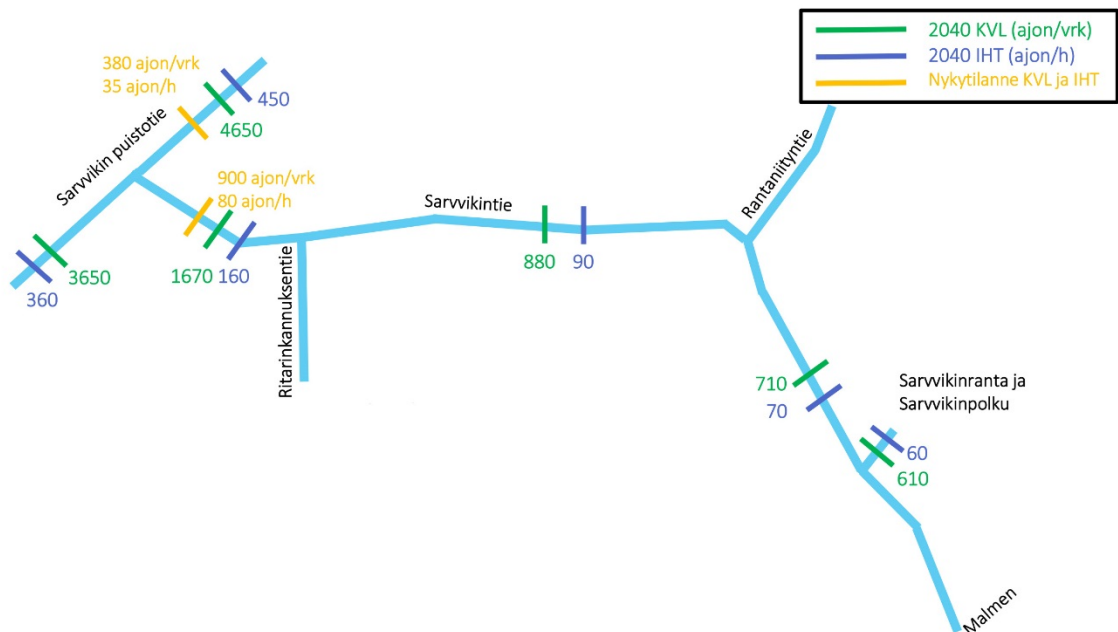 2040 KVL (ajon/vrk)
2040 IHT (ajon/h)
Nykytilanne KVL ja IHT
380 ajon/vrk
35 ajon/h
450
4650
Sarvvikin puistotie
900 ajon/vrk
80 ajon/h
Rantaniityntie
Sarvvikintie
3650
360
1670
160
880
90
Ritarinkannuksentie
710
70
Sarvvikinranta ja
Sarvvikinpolku
60
610
Malmen